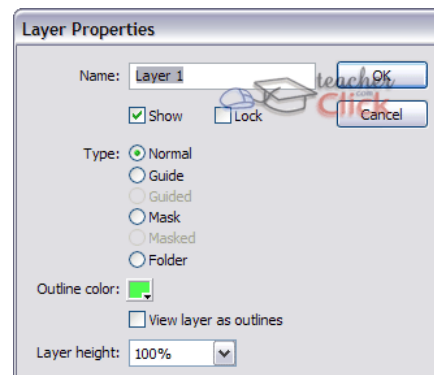 Layer Properties
Name: Layer 1
teacher OK
.com
Show Lock Click Cancel
Type: Normal
Guide
Guided
Mask
Masked
Folder
Outline color:
View layer as outlines
Layer height: 100%